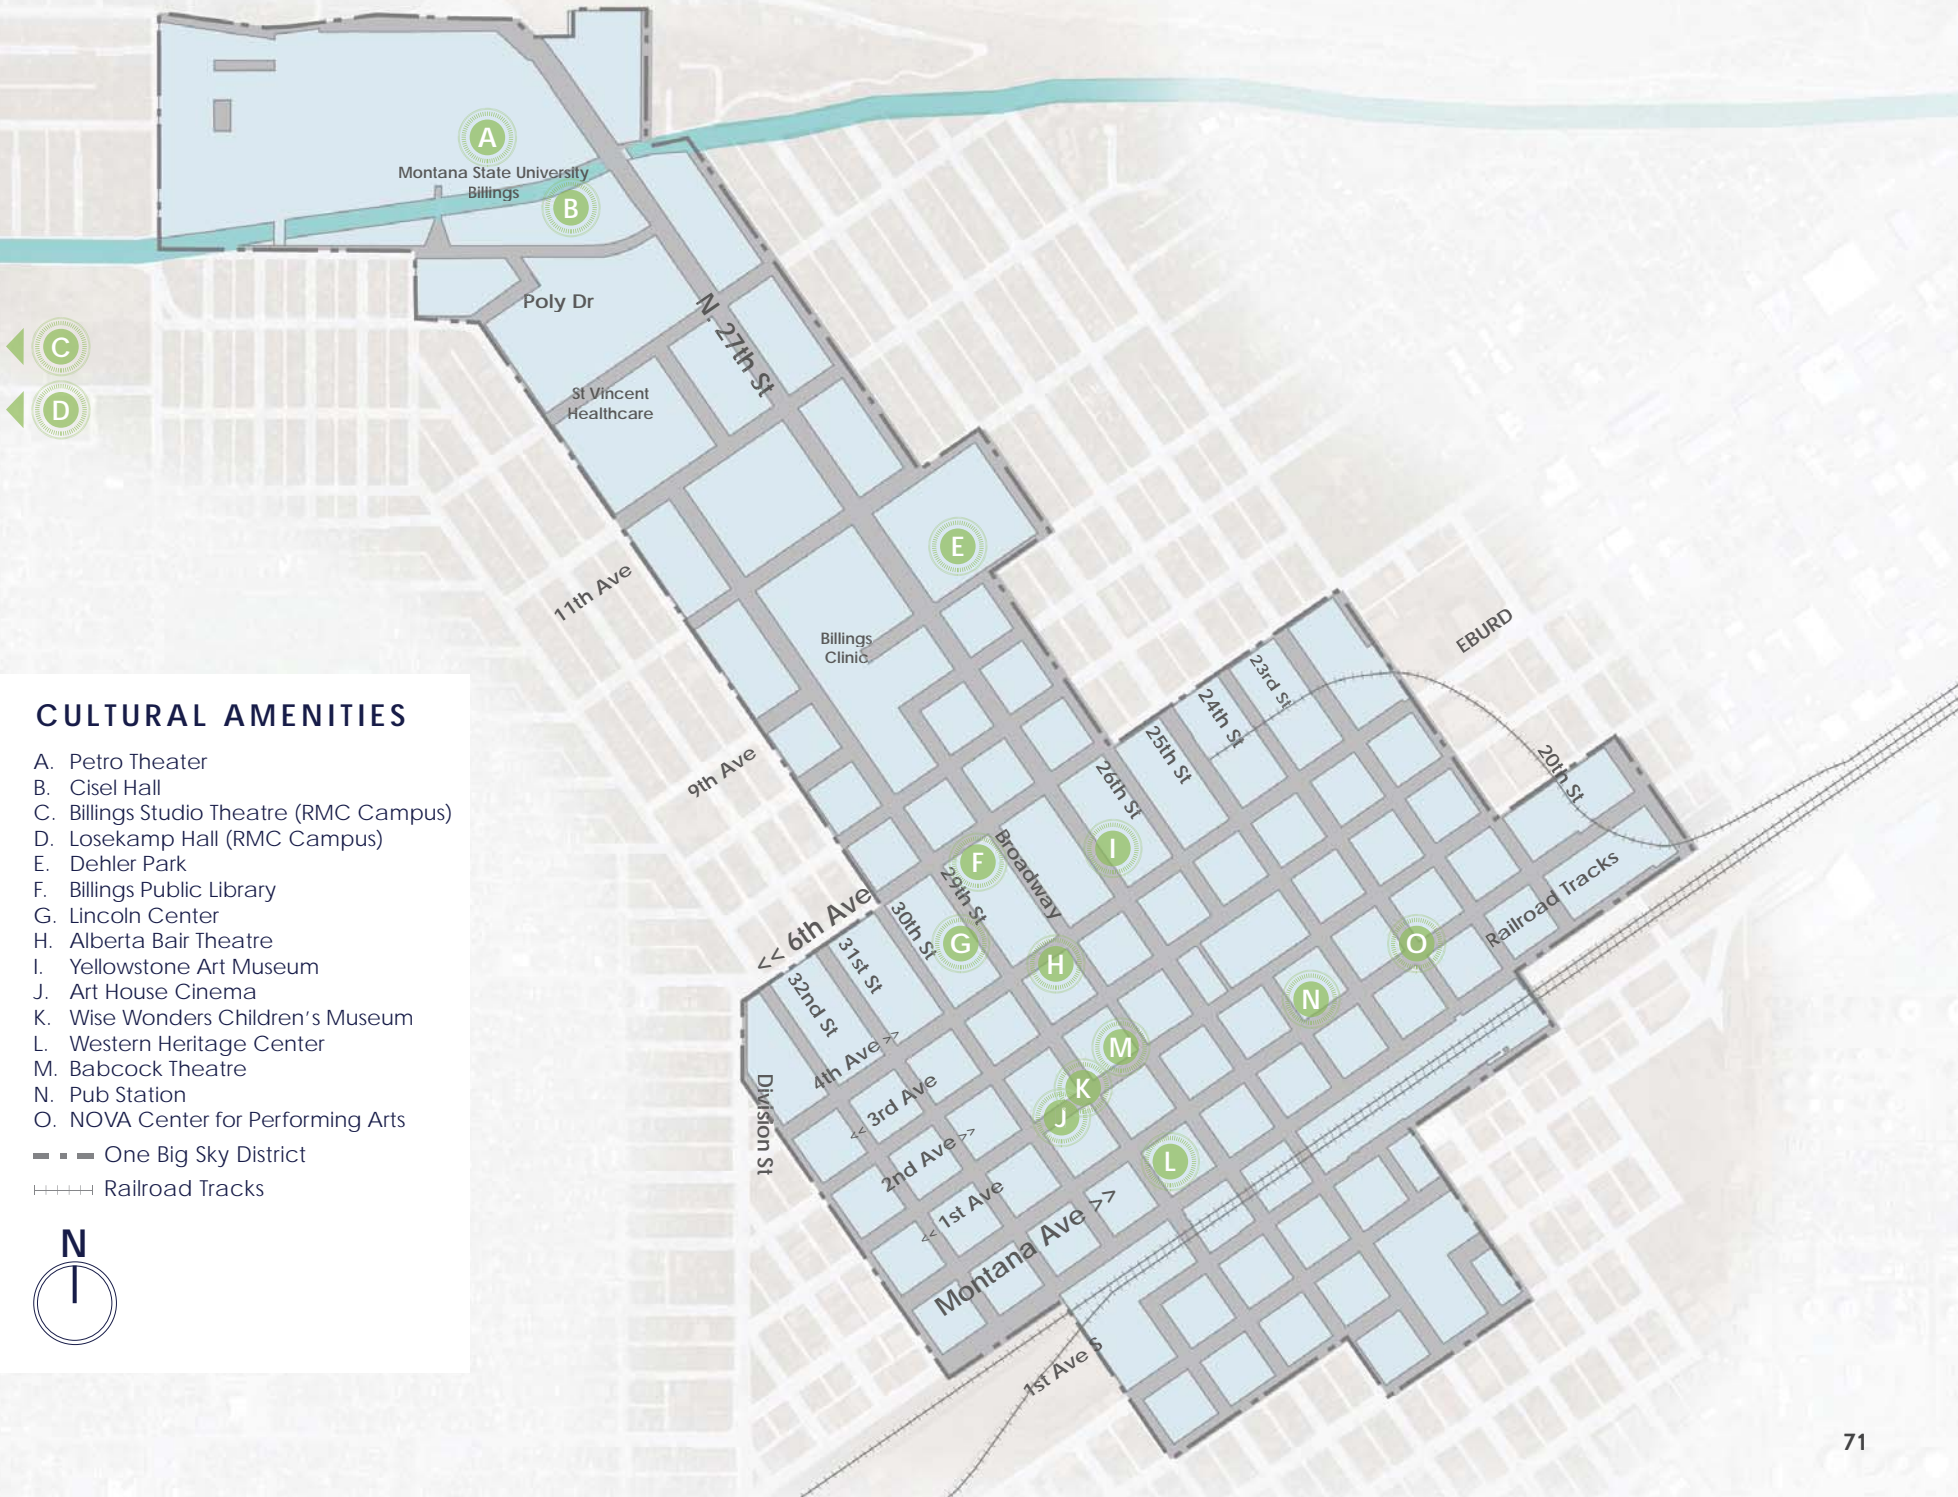 A
Montana State University
Billings
B
Poly Dr
N. 27th St
C
D
St Vincent
Healthcare
E
11th Ave
EBURD
Billings
Clinic
23rd St
24th St
25th St
26th St
20th St
9th Ave
I
F
Broadway
29th St
Railroad Tracks
<< 6th Ave
30th St
G
H
O
31st St
32nd St
N
4th Ave >>
M
K
J
<< 3rd Ave
Division St
2nd Ave >>
L
<< 1st Ave
Montana Ave >>
1st Ave S
CULTURAL AMENITIES
A. Petro Theater
B. Cisel Hall
C. Billings Studio Theatre (RMC Campus)
D. Losekamp Hall (RMC Campus)
E. Dehler Park
F. Billings Public Library
G. Lincoln Center
H. Alberta Bair Theatre
I. Yellowstone Art Museum
J. Art House Cinema
K. Wise Wonders Children's Museum
L. Western Heritage Center
M. Babcock Theatre
N. Pub Station
O. NOVA Center for Performing Arts
One Big Sky District
Railroad Tracks
N
71